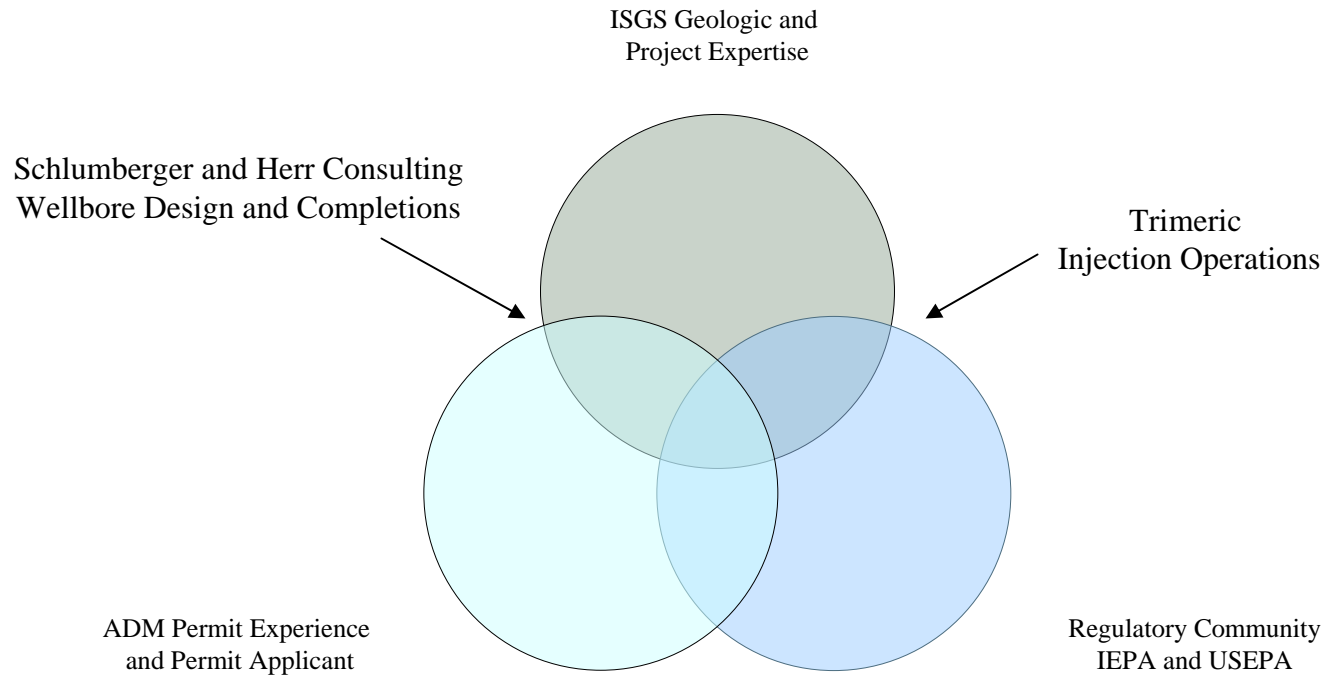 ISGS Geologic and
Project Expertise
Schlumberger and Herr Consulting
Wellbore Design and Completions
Trimeric
Injection Operations
ADM Permit Experience
and Permit Applicant
Regulatory Community
IEPA and USEPA